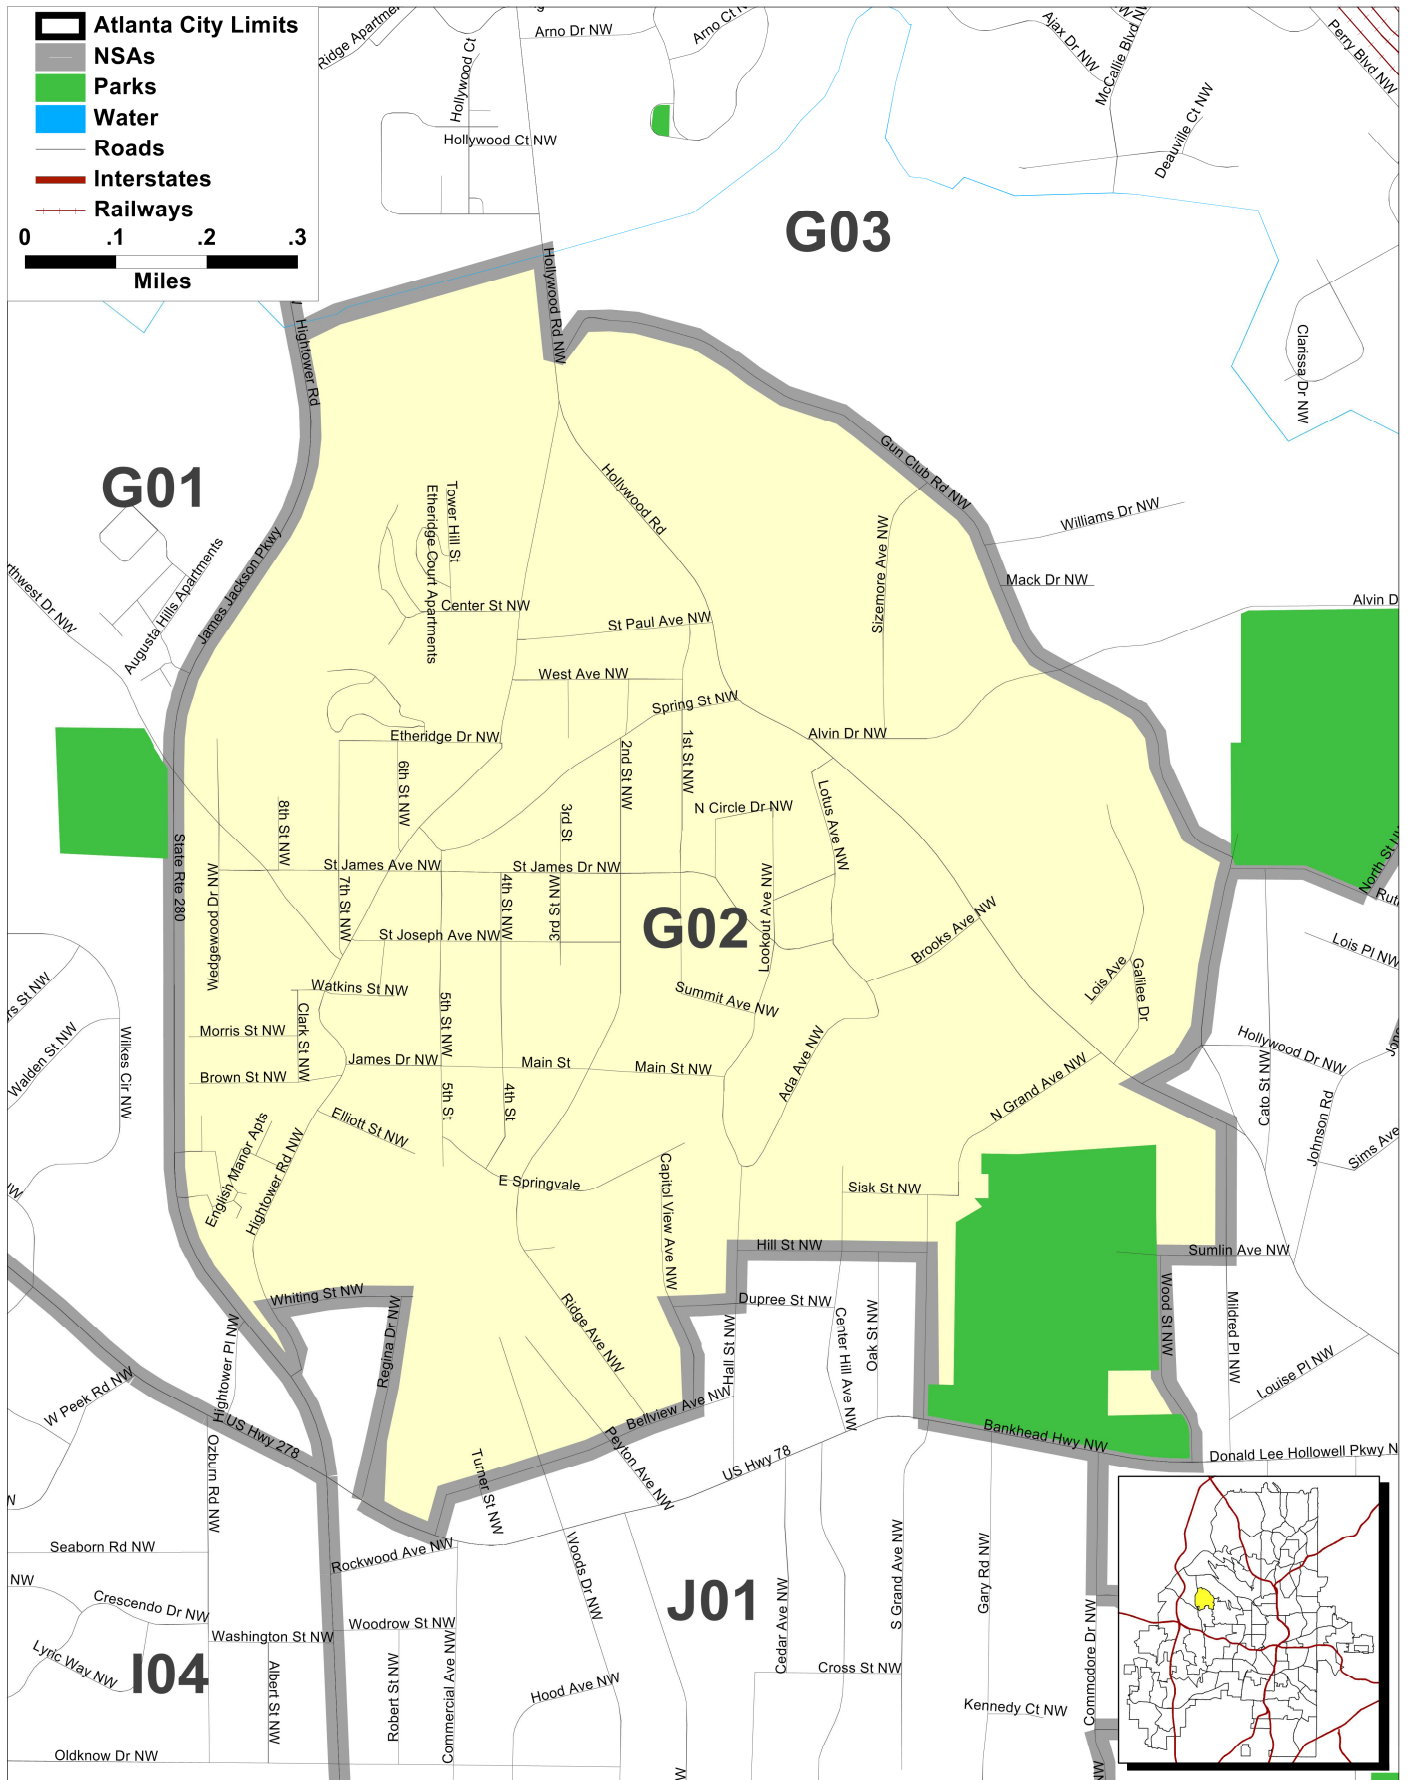 Atlanta City Limits
NSAs
Parks
Water
Roads
Interstates
Railways
0 .1 .2 .3
Miles
Ridge Apartmen
Hollywood Ct
Arno Dr NW
Arno Ct N
Ajax Dr NW
McCallie Blvd N
Perry Blvd NW
Hollywood Ct NW
Deauville Ct NW
G03
Hollywood Rd NW
Hightower Rd
Clarissa Dr NW
G01
Gun Club Rd NW
Hollywood Rd
Tower Hill St
Etheridge Court Apartments
Williams Dr NW
Sizemore Ave NW
James Jackson Pkwy
Augusta Hills Apartments
rthwest Dr NW
Mack Dr NW
Alvin D
Center St NW
St Paul Ave NW
West Ave NW
Spring St NW
Etheridge Dr NW
Alvin Dr NW
2nd St NW
1st St NW
6th St NW
8th St NW
N Circle Dr NW
Lotus Ave NW
3rd St
State Rte 280
St James Ave NW
St James Dr NW
Wedgewood Dr NW
7th St NW
4th St NW
3rd St NW
G02
Lookout Ave NW
Brooks Ave NW
North St N
Ruth
St Joseph Ave NW
Lois Pl NW
Lois Ave
Galilee Dr
Watkins St NW
Summit Ave NW
rs St NW
Walden St NW
Wilkes Cir NW
Morris St NW
Clark St NW
5th St NW
Hollywood Dr NW
James Dr NW
Main St
Main St NW
Ada Ave NW
Cato St NW
Brown St NW
5th St
4th St
N Grand Ave NW
Johnson Rd
Sims Ave
Elliott St NW
English Manor Apts
Hightower Rd NW
E Springvale
Capitol View Ave NW
Sisk St NW
Hill St NW
Sumlin Ave NW
Whiting St NW
Regina Dr NW
Ridge Ave NW
Dupree St NW
Hall St NW
Center Hill Ave NW
Oak St NW
Wood St NW
Mildred Pl NW
Louise Pl NW
Hightower Pl NW
W Peek Rd NW
US Hwy 278
Bellview Ave NW
Peyton Ave NW
US Hwy 78
Bankhead Hwy NW
Donald Lee Hollowell Pkwy N
Ozburn Rd NW
Turner St NW
Seaborn Rd NW
Rockwood Ave NW
Woods Dr NW
NW
Crescendo Dr NW
Lyric Way NW
I04
Washington St NW
Woodrow St NW
J01
Albert St NW
Robert St NW
Commercial Ave NW
Hood Ave NW
Cedar Ave NW
Cross St NW
S Grand Ave NW
Gary Rd NW
Kennedy Ct NW
Commodore Dr NW
Oldknow Dr NW